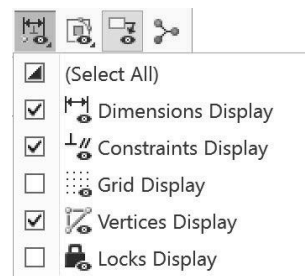 (Select All)
Dimensions Display
Constraints Display
Grid Display
Vertices Display
Locks Display